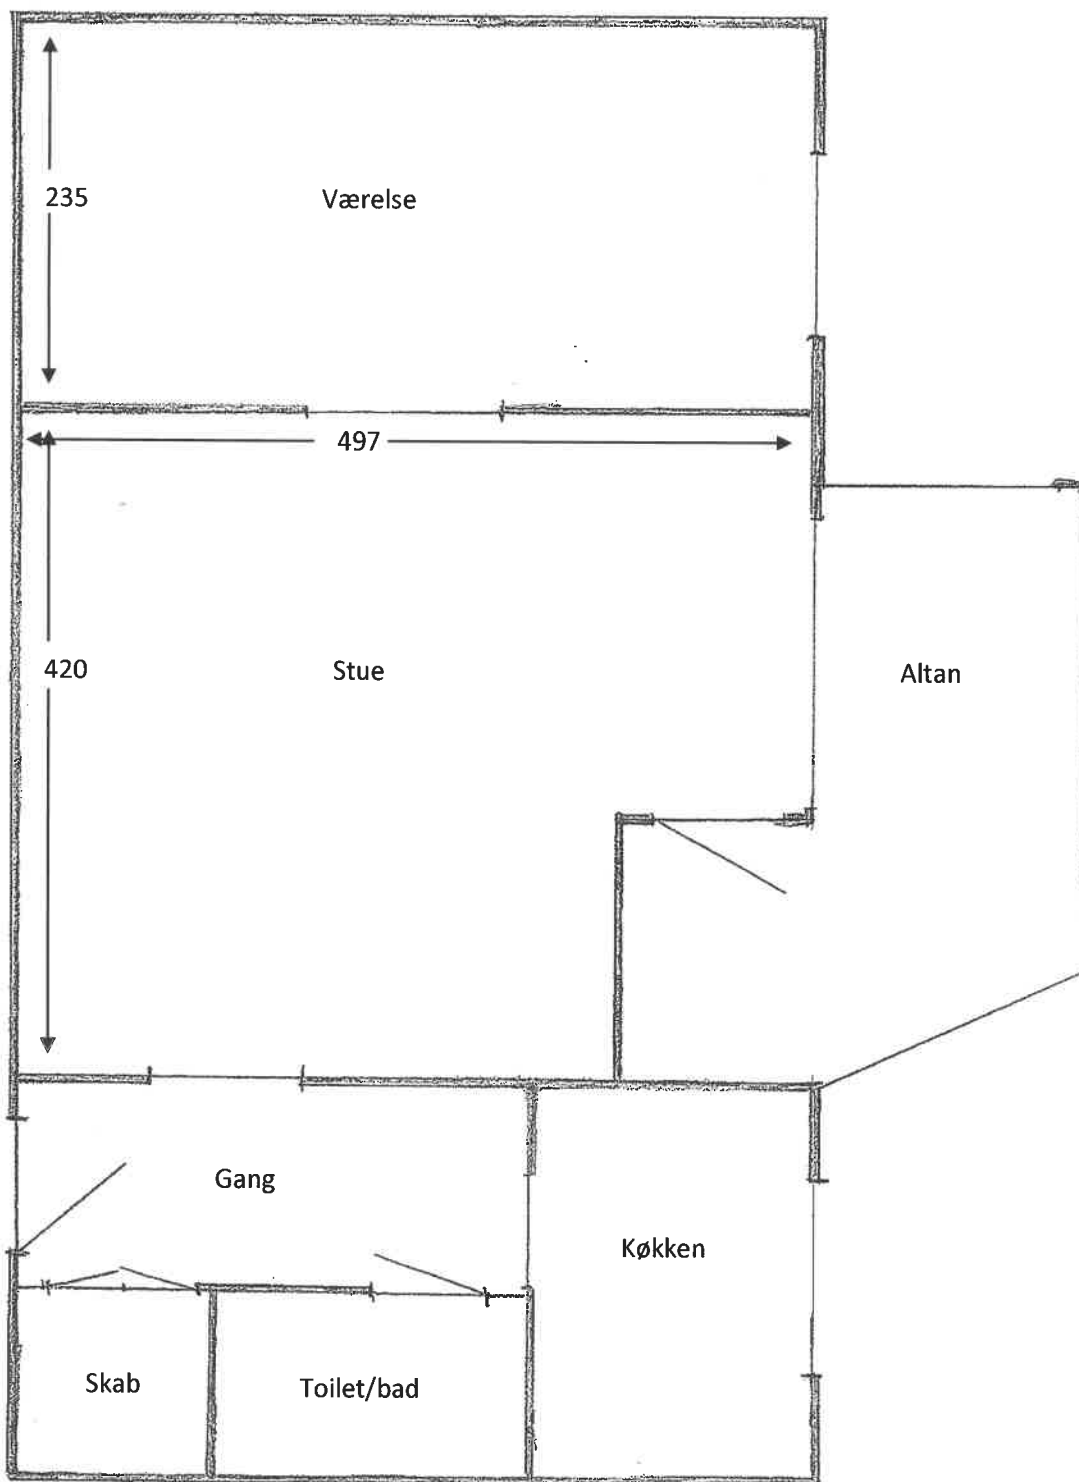 235
Værelse
497
420
Stue
Altan
Gang
Køkken
Skab
Toilet/bad